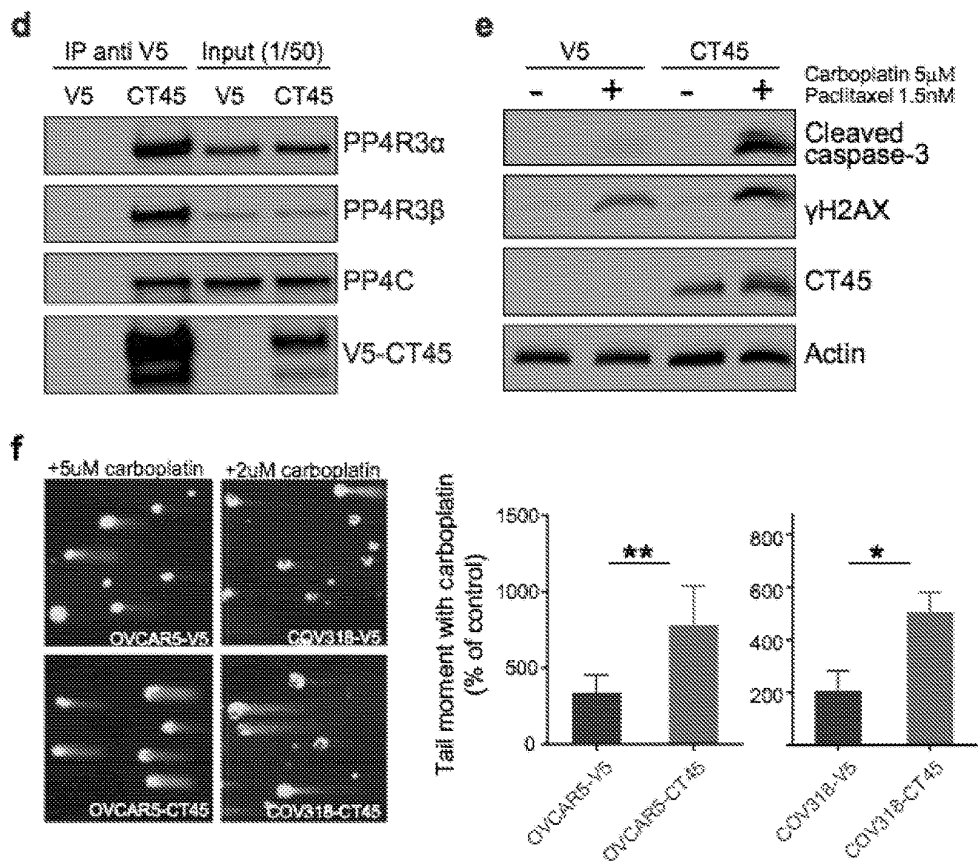 d
IP anti V5 Input (1/50)
V5 CT45 V5 CT45
PP4R3α
PP4R3β
PP4C
V5-CT45
e
V5 CT45
- + - +
Carboplatin 5µM
Paclitaxel 1.5nM
Cleaved
caspase-3
γH2AX
CT45
Actin
f
+5uM carboplatin +2uM carboplatin
OVCAR5-V5 COV318-V5
OVCAR5-CT45 COV318-CT45
Tail moment with carboplatin
(% of control)
1500
1000
500
0
**
OVCAR5-V5
OVCAR5-CT45
800
600
400
200
*
COV318-V5
COV318-CT45